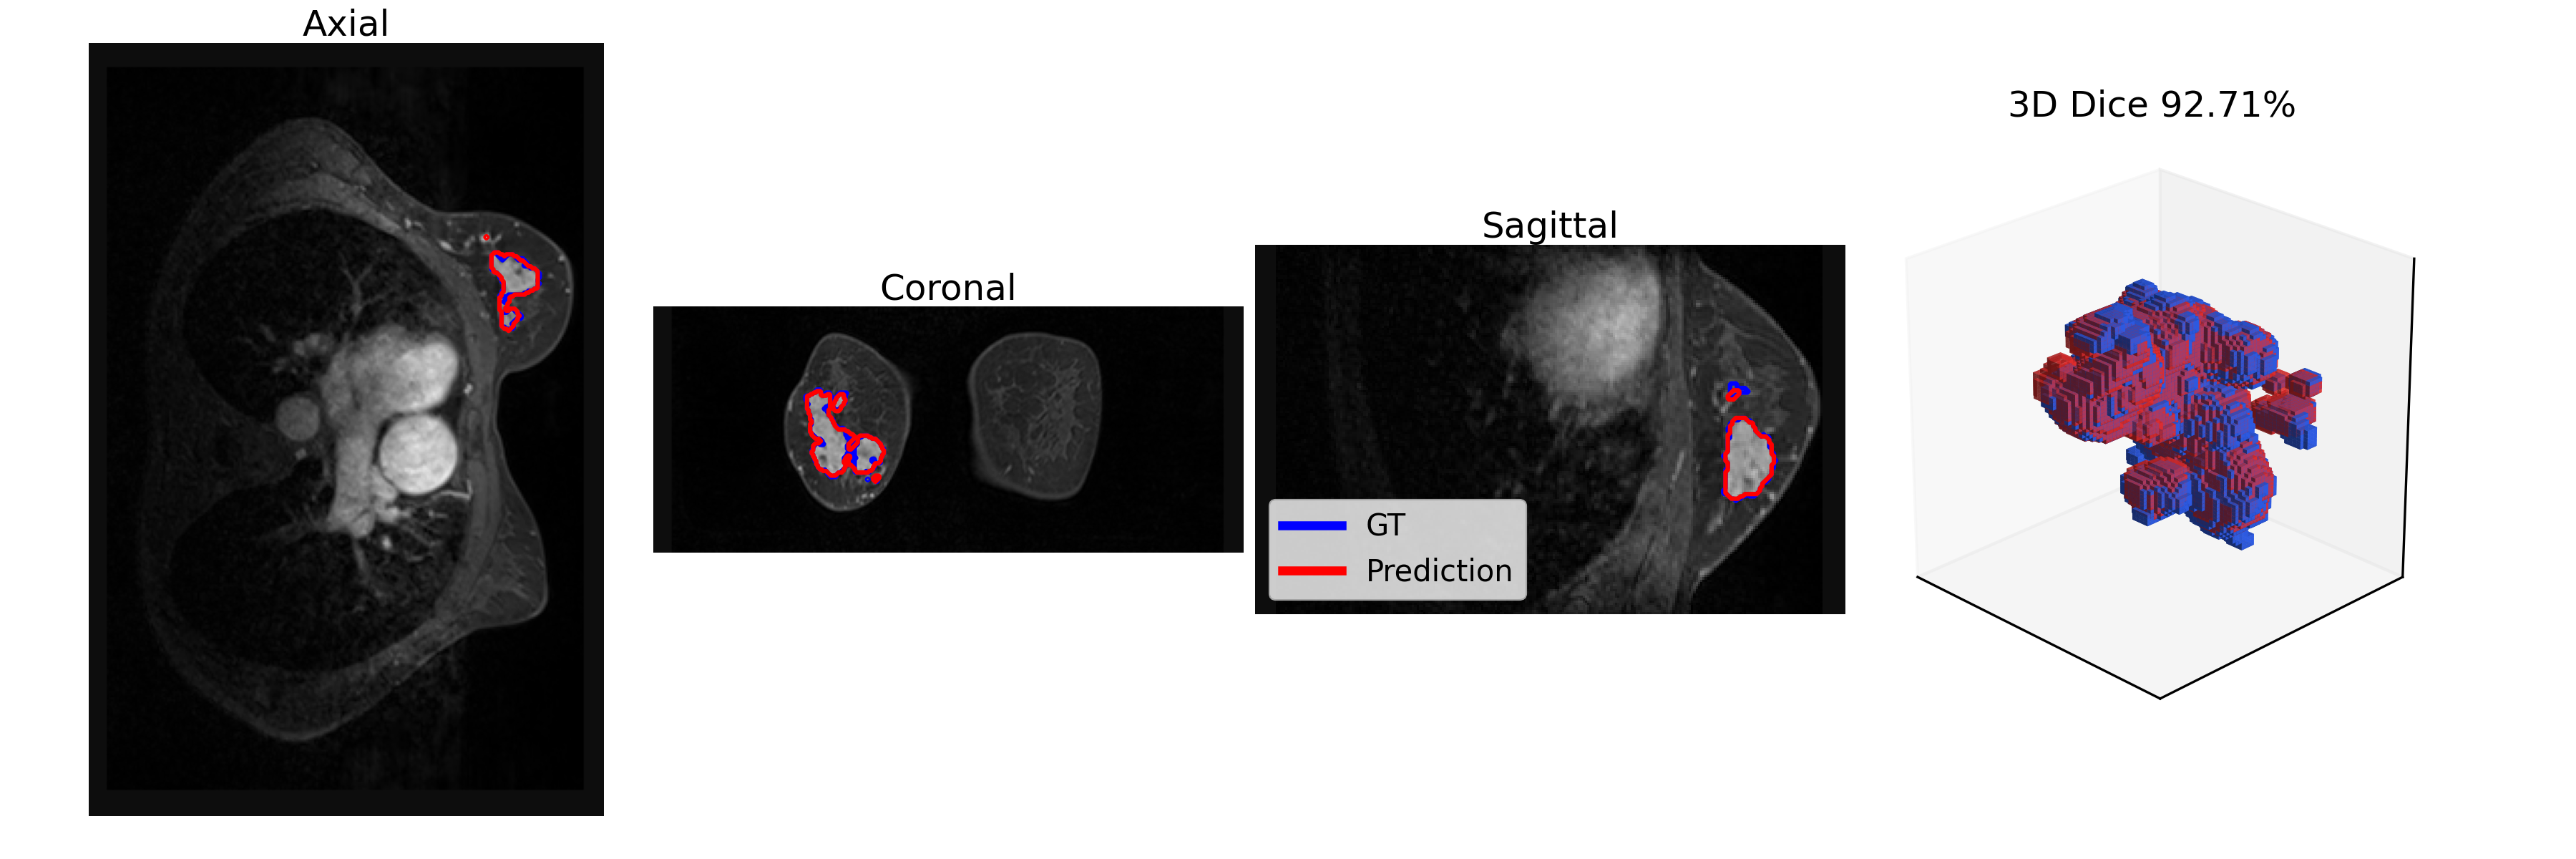 Axial
Coronal
Sagittal
GT
Prediction
3D Dice 92.71%